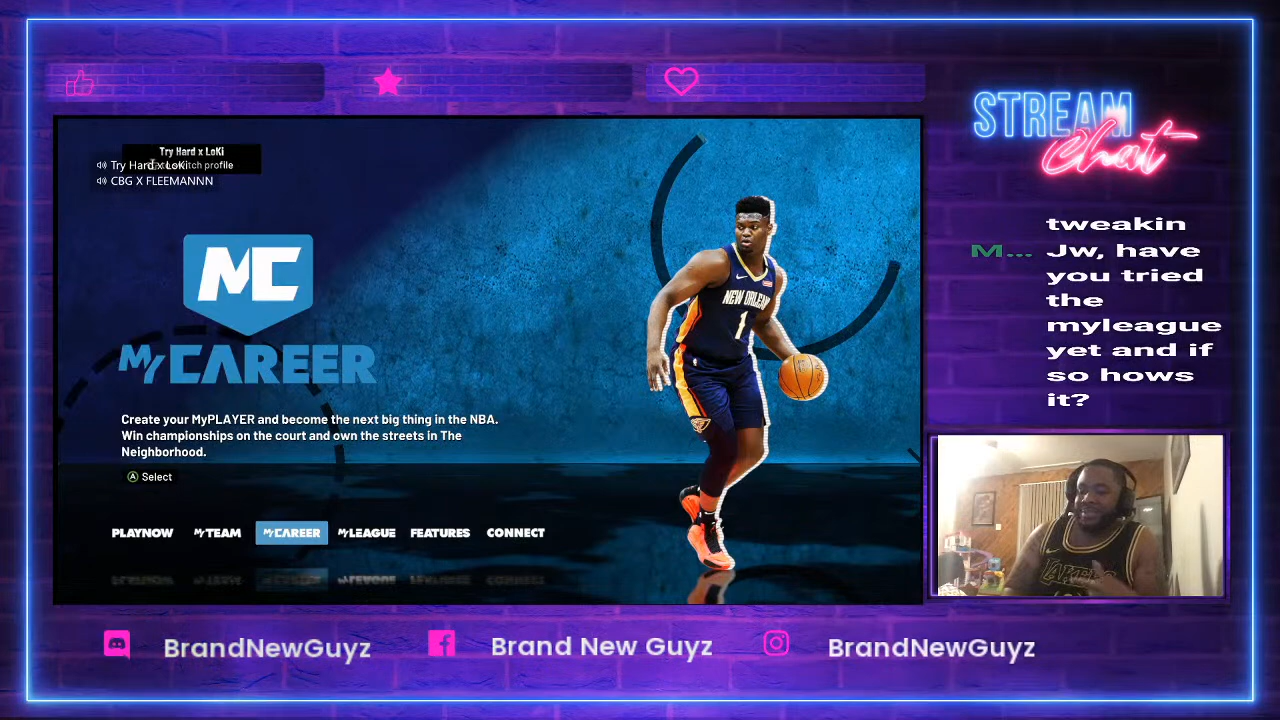 STREAM
Chat
Try Hard x LoKi
Try Hard x LoKi
CBG X FLEEMANNN
MC
MyCAREER
Create your MyPLAYER and become the next big thing in the NBA.
Win championships on the court and own the streets in The
Neighborhood.
A Select
PLAYNOW MyTEAM MyCAREER MyLEAGUE FEATURES CONNECT
NEW ORLEANS
1
tweakin
M... Jw, have
you tried
the
myleague
yet and if
so hows
it?
LAKERS
BrandNewGuyz Brand New Guyz BrandNewGuyz